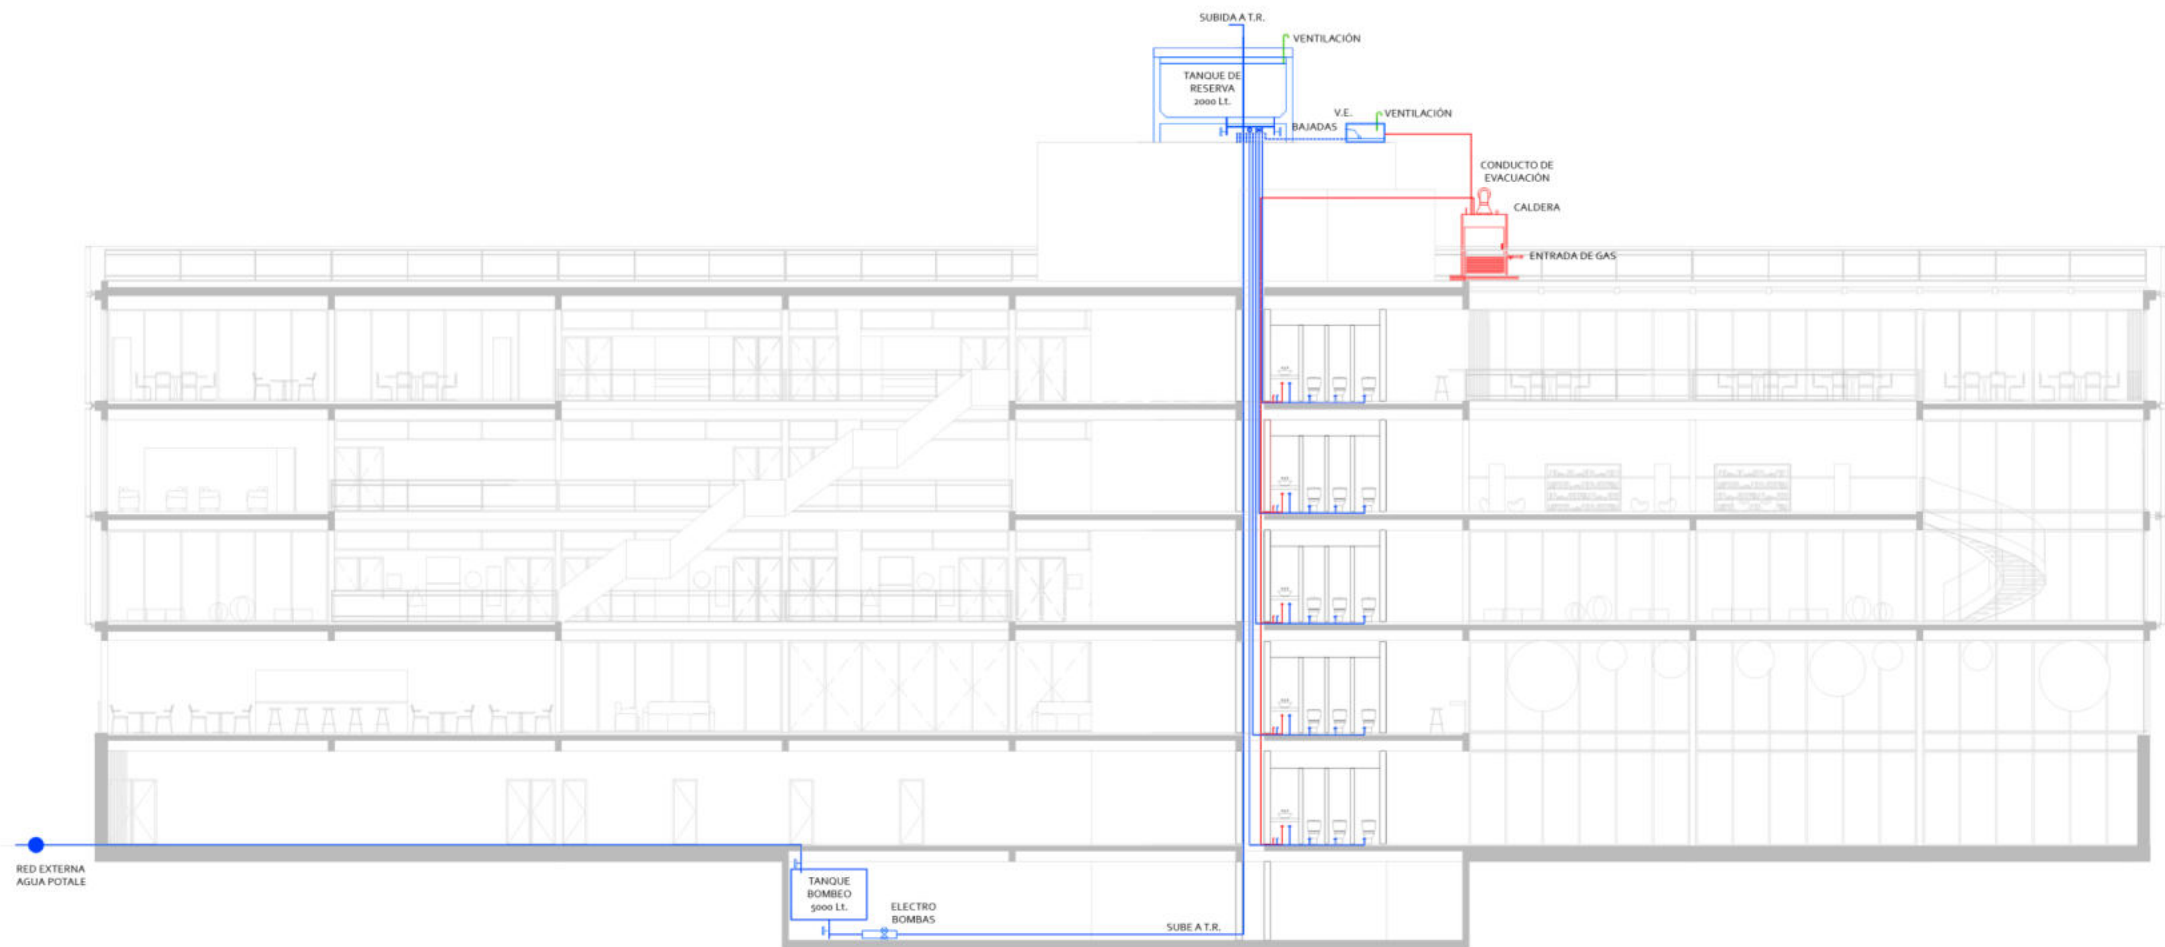 SUBIDA A T.R.
VENTILACIÓN
TANQUE DE
RESERVA
2000 Lt.
V.E.
VENTILACIÓN
BAJADAS
CONDUCTO DE
EVACUACIÓN
CALDERA
ENTRADA DE GAS
RED EXTERNA
AGUA POTALE
TANQUE
BOMBEO
5000 Lt.
ELECTRO
BOMBAS
SUBE A T.R.